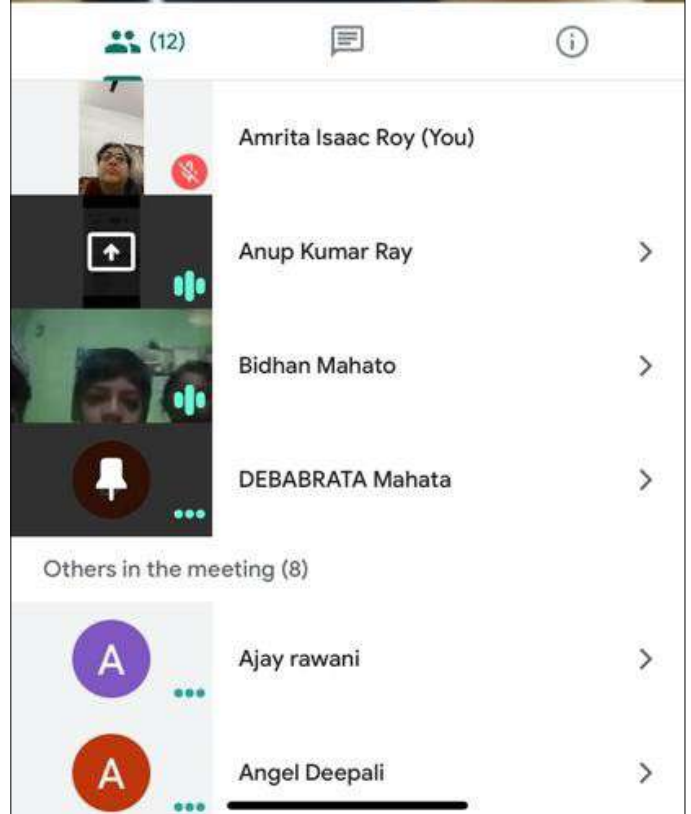 (12)
Amrita Isaac Roy (You)
Anup Kumar Ray
Bidhan Mahato
DEBABRATA Mahata
Others in the meeting (8)
A
Ajay rawani
A
Angel Deepali